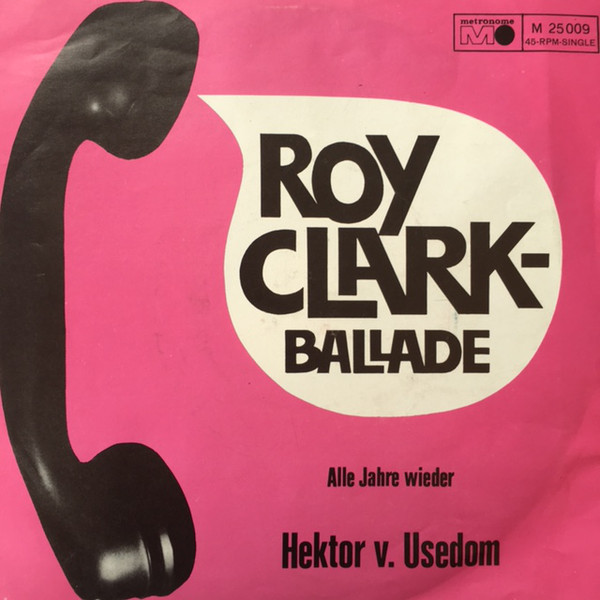 metronome
M 25009
45-RPM-SINGLE
ROY
CLARK-
BALLADE
Alle Jahre wieder
Hektor v. Usedom